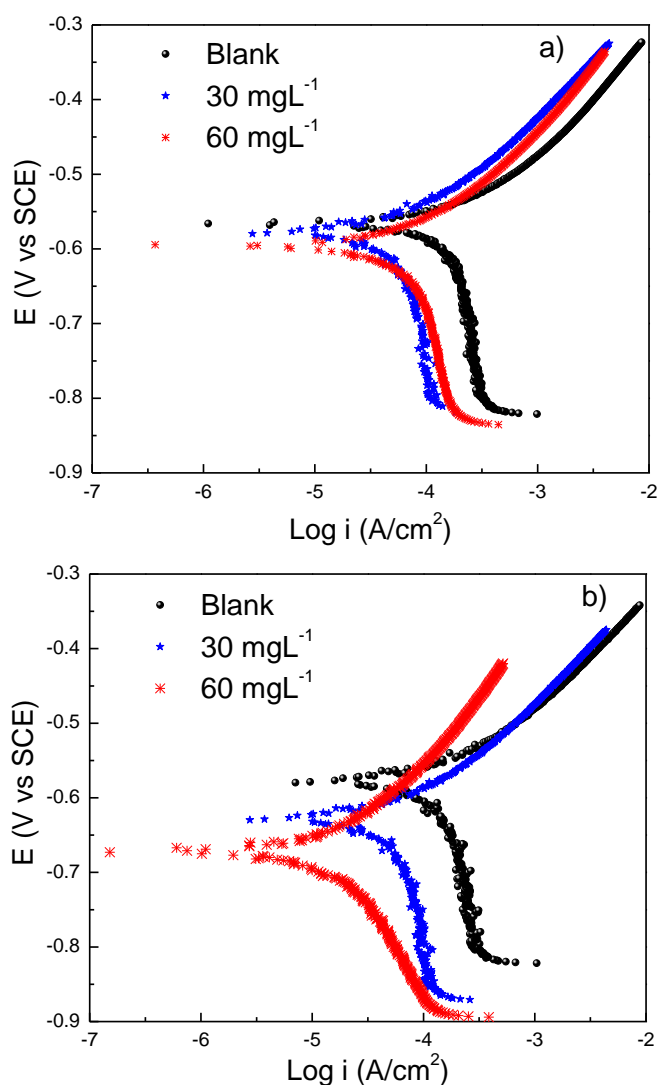 a)
Blank
30 mgL⁻¹
60 mgL⁻¹
E (V vs SCE)
-0.3
-0.4
-0.5
-0.6
-0.7
-0.8
-0.9
-7 -6 -5 -4 -3 -2
Log i (A/cm²)
b)
Blank
30 mgL⁻¹
60 mgL⁻¹
E (V vs SCE)
-0.3
-0.4
-0.5
-0.6
-0.7
-0.8
-0.9
-7 -6 -5 -4 -3 -2
Log i (A/cm²)